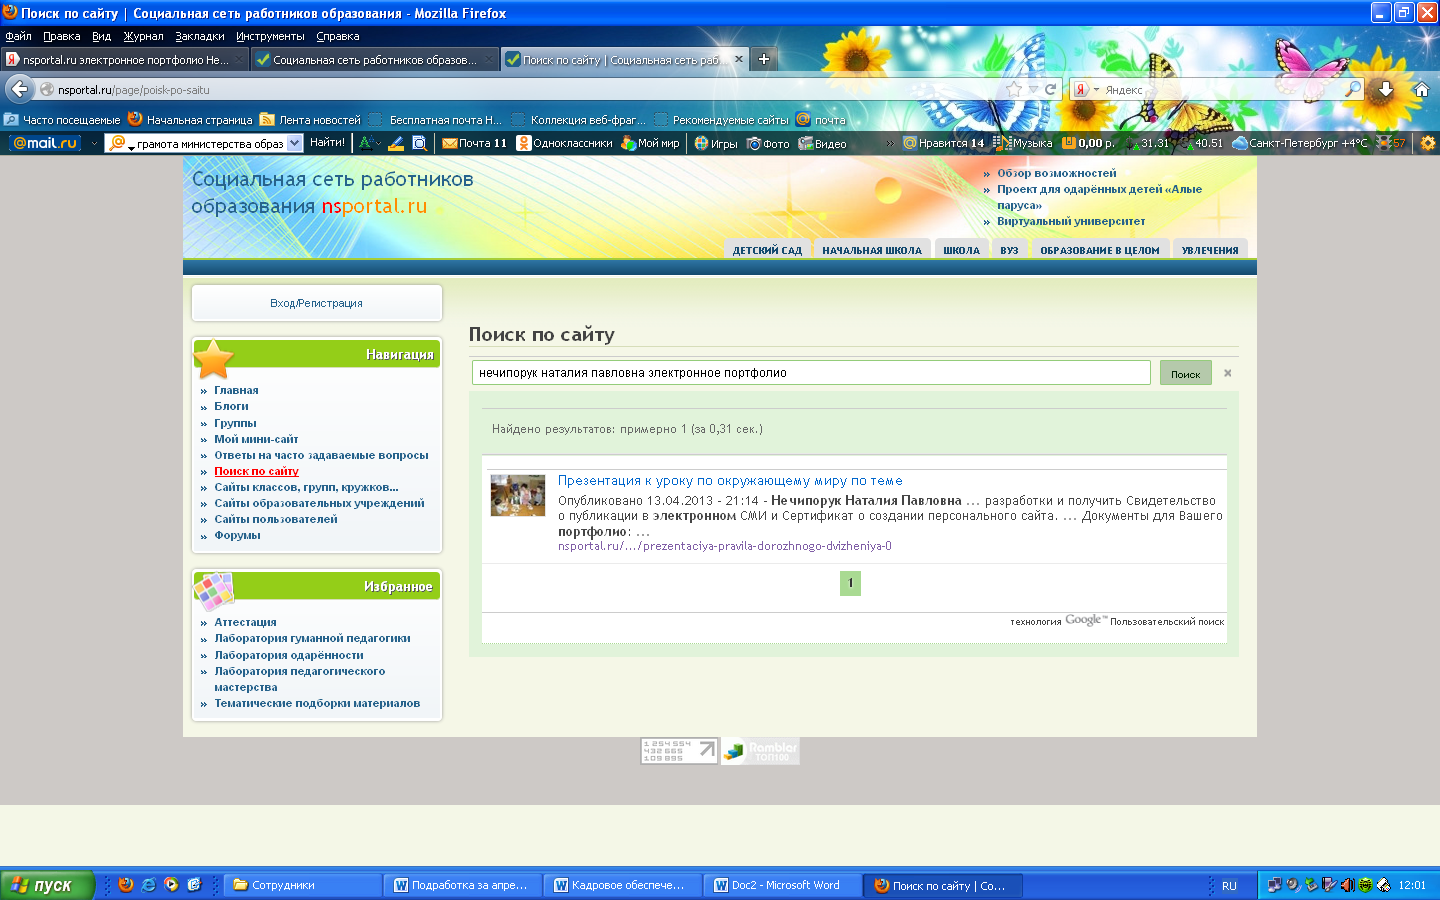 Поиск по сайту | Социальная сеть работников образования - Mozilla Firefox
Файл Правка Вид Журнал Закладки Инструменты Справка
nsportal.ru электронное портфолио Не...
Социальная сеть работников образов...
Поиск по сайту | Социальная сеть раб...
nsportal.ru/page/poisk-po-saitu
Яндекс
Часто посещаемые Начальная страница Лента новостей Бесплатная почта H... Коллекция веб-фраг... Рекомендуемые сайты почта
@mail.ru грамота министерства образ Найти! Почта 11 Одноклассники Мой мир Игры Фото Видео » Нравится 14 Музыка 0,00 р. 31.31 40.51 Санкт-Петербург +4°C 57
Социальная сеть работников
образования nsportal.ru
» Обзор возможностей
» Проект для одарённых детей «Алые
паруса»
» Виртуальный университет
ДЕТСКИЙ САД НАЧАЛЬНАЯ ШКОЛА ШКОЛА ВУЗ ОБРАЗОВАНИЕ В ЦЕЛОМ УВЛЕЧЕНИЯ
Вход/Регистрация
Навигация
» Главная
» Блоги
» Группы
» Мой мини-сайт
» Ответы на часто задаваемые вопросы
» Поиск по сайту
» Сайты классов, групп, кружков...
» Сайты образовательных учреждений
» Сайты пользователей
» Форумы
Избранное
» Аттестация
» Лаборатория гуманной педагогики
» Лаборатория одарённости
» Лаборатория педагогического
мастерства
» Тематические подборки материалов
Поиск по сайту
нечипорук наталия павловна электронное портфолио
Поиск
Найдено результатов: примерно 1 (за 0,31 сек.)
Презентация к уроку по окружающему миру по теме
Опубликовано 13.04.2013 - 21:14 - Нечипорук Наталия Павловна ... разработки и получить Свидетельство
о публикации в электронном СМИ и Сертификат о создании персонального сайта. ... Документы для Вашего
портфолио: ...
nsportal.ru/.../prezentaciya-pravila-dorozhnogo-dvizheniya-0
1
технология Google™ Пользовательский поиск
1 254 554
432 665
109 895
Rambler
ТОП100
пуск
Сотрудники
Подработка за апре...
Кадровое обеспече...
Doc2 - Microsoft Word
Поиск по сайту | Со...
RU
12:01